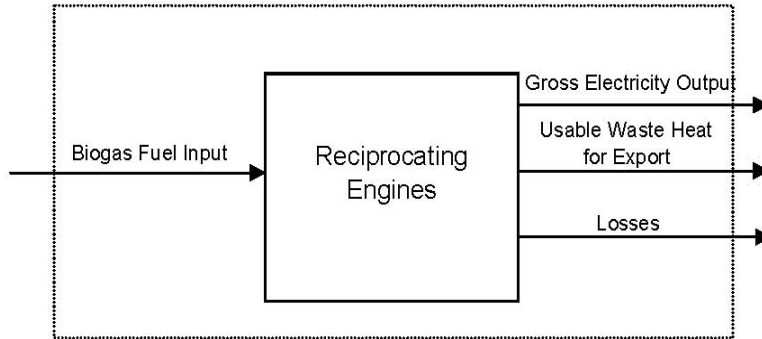 Biogas Fuel Input
Reciprocating
Engines
Gross Electricity Output
Usable Waste Heat
for Export
Losses